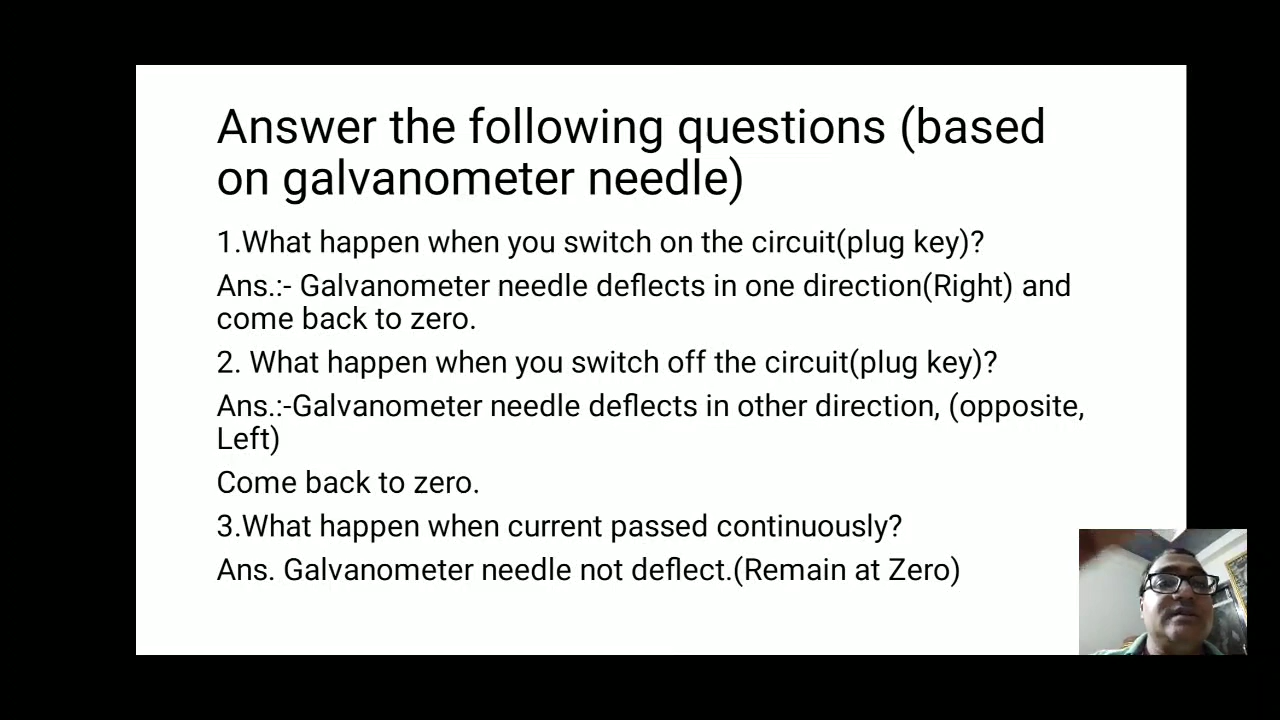 Answer the following questions (based
on galvanometer needle)
1.What happen when you switch on the circuit(plug key)?
Ans.:- Galvanometer needle deflects in one direction(Right) and
come back to zero.
2. What happen when you switch off the circuit(plug key)?
Ans.:-Galvanometer needle deflects in other direction, (opposite,
Left)
Come back to zero.
3.What happen when current passed continuously?
Ans. Galvanometer needle not deflect.(Remain at Zero)